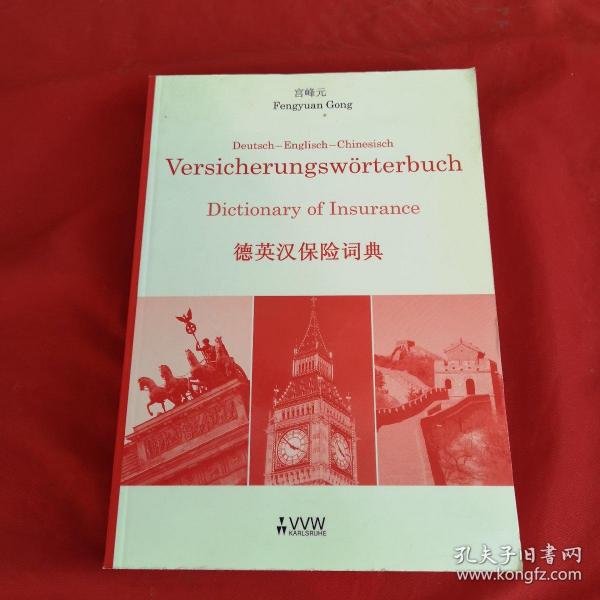 宫峰元
Fengyuan Gong
Deutsch–Englisch–Chinesisch
Versicherungswörterbuch
Dictionary of Insurance
德英汉保险词典
VVW
KARLSRUHE
孔夫子旧書网
www.kongfz.com